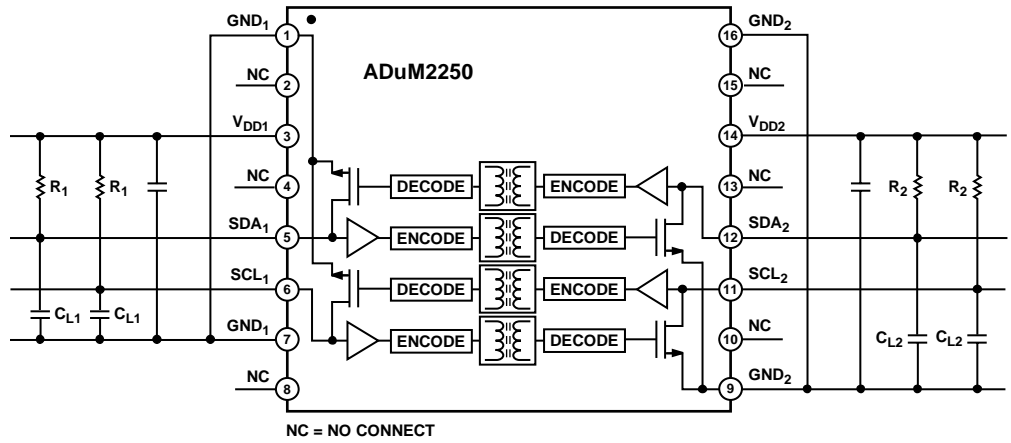 GND1
1
NC
2
VDD1
3
R1
R1
NC
4
SDA1
5
SCL1
6
CL1
CL1
GND1
7
NC
8
ADuM2250
DECODE
ENCODE
ENCODE
DECODE
DECODE
ENCODE
ENCODE
DECODE
GND2
16
NC
15
VDD2
14
R2
R2
NC
13
SDA2
12
SCL2
11
NC
10
CL2
CL2
GND2
9
NC = NO CONNECT